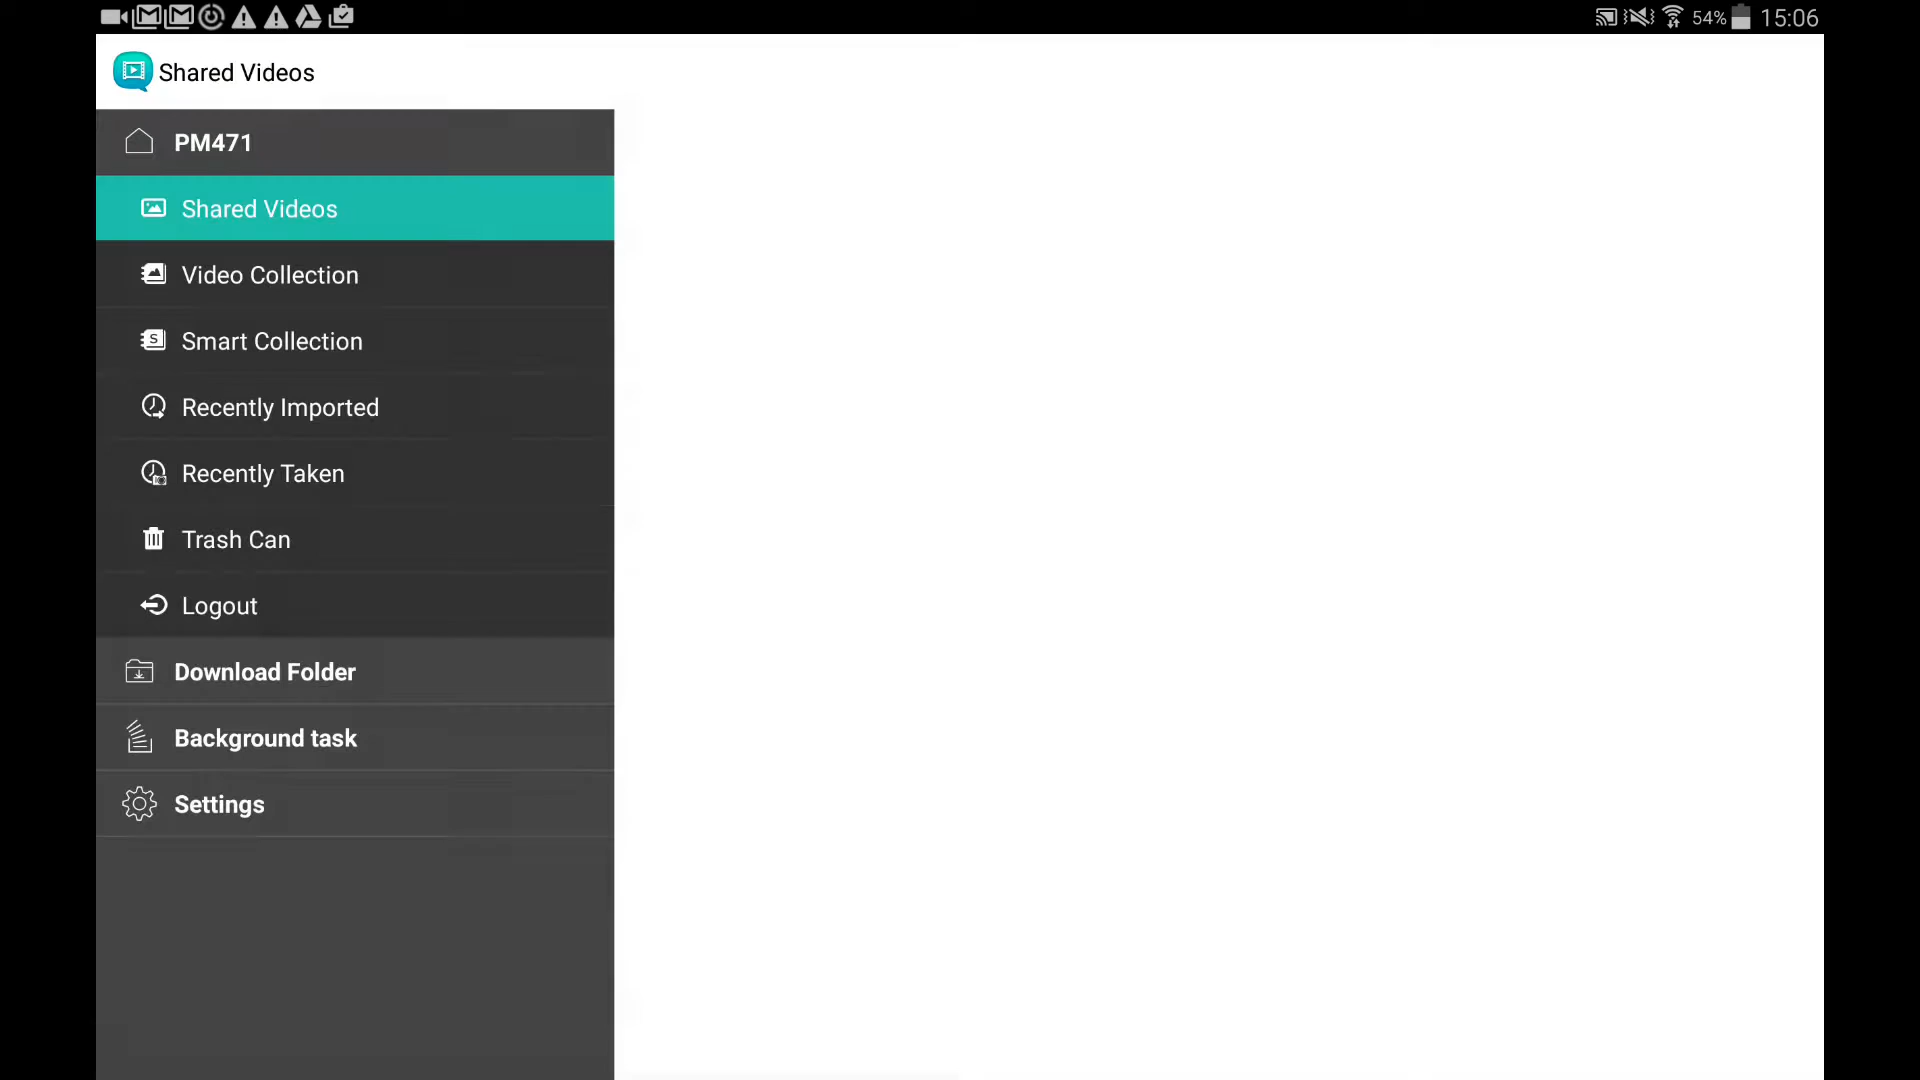 54% 15:06
Shared Videos
PM471
Shared Videos
Video Collection
Smart Collection
Recently Imported
Recently Taken
Trash Can
Logout
Download Folder
Background task
Settings